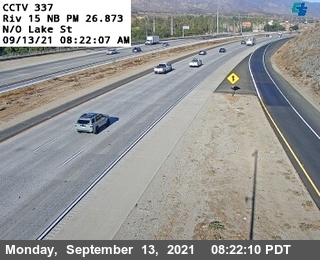 CCTV 337
Riv 15 NB PM 26.873
N/O Lake St
09/13/21 08:22:07 AM
Monday, September 13, 2021 08:22:10 PDT